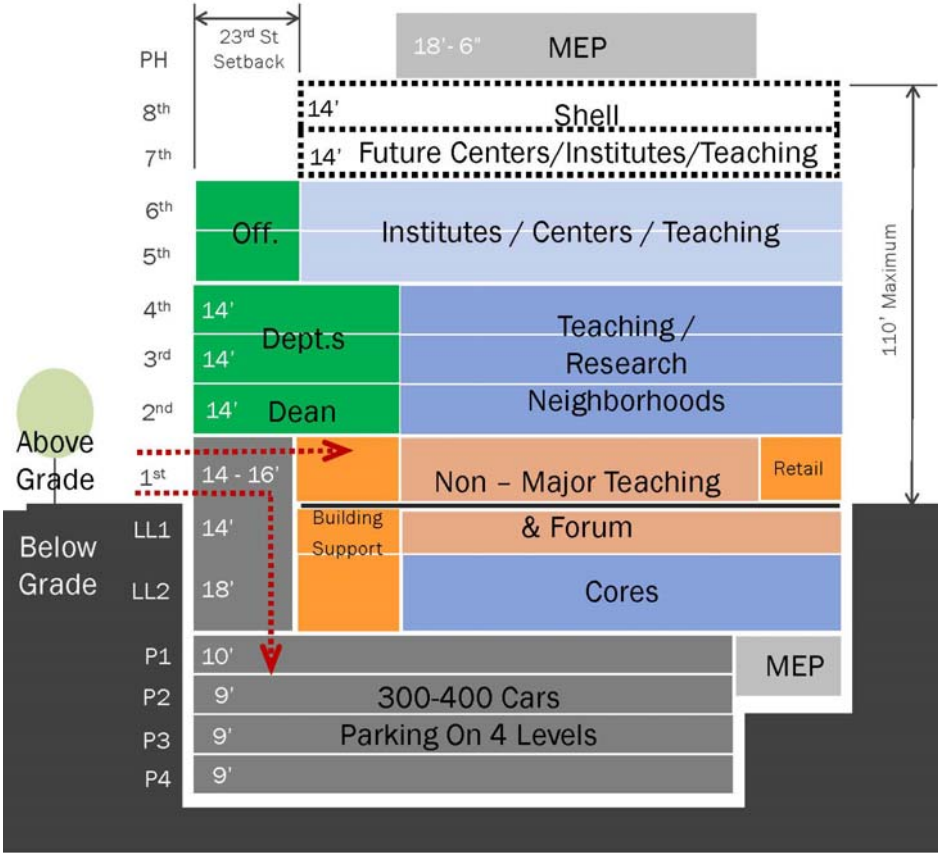 23rd St
Setback
18'- 6"
MEP
PH
8th
14'
Shell
7th
14'
Future Centers/Institutes/Teaching
6th
Off.
Institutes / Centers / Teaching
5th
110' Maximum
4th
14'
Dept.s
Teaching /
3rd
14'
Research
2nd
14'
Dean
Neighborhoods
Above
Grade
1st
14 - 16'
Non – Major Teaching
Retail
Below
Grade
LL1
14'
Building
Support
& Forum
LL2
18'
Cores
P1
10'
MEP
P2
9'
300-400 Cars
P3
9'
Parking On 4 Levels
P4
9'